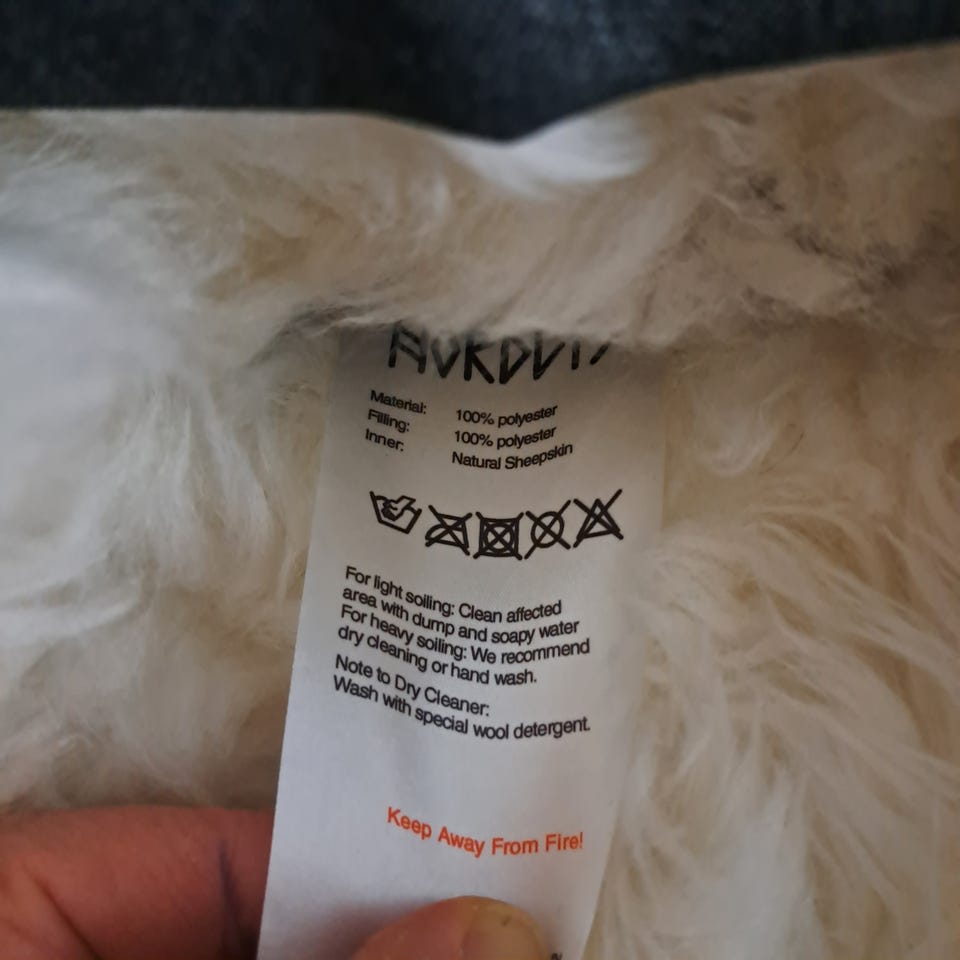 Material: 100% polyester
Filling: 100% polyester
Inner: Natural Sheepskin
For light soiling: Clean affected
area with dump and soapy water
For heavy soiling: We recommend
dry cleaning or hand wash.
Note to Dry Cleaner:
Wash with special wool detergent.
Keep Away From Fire!